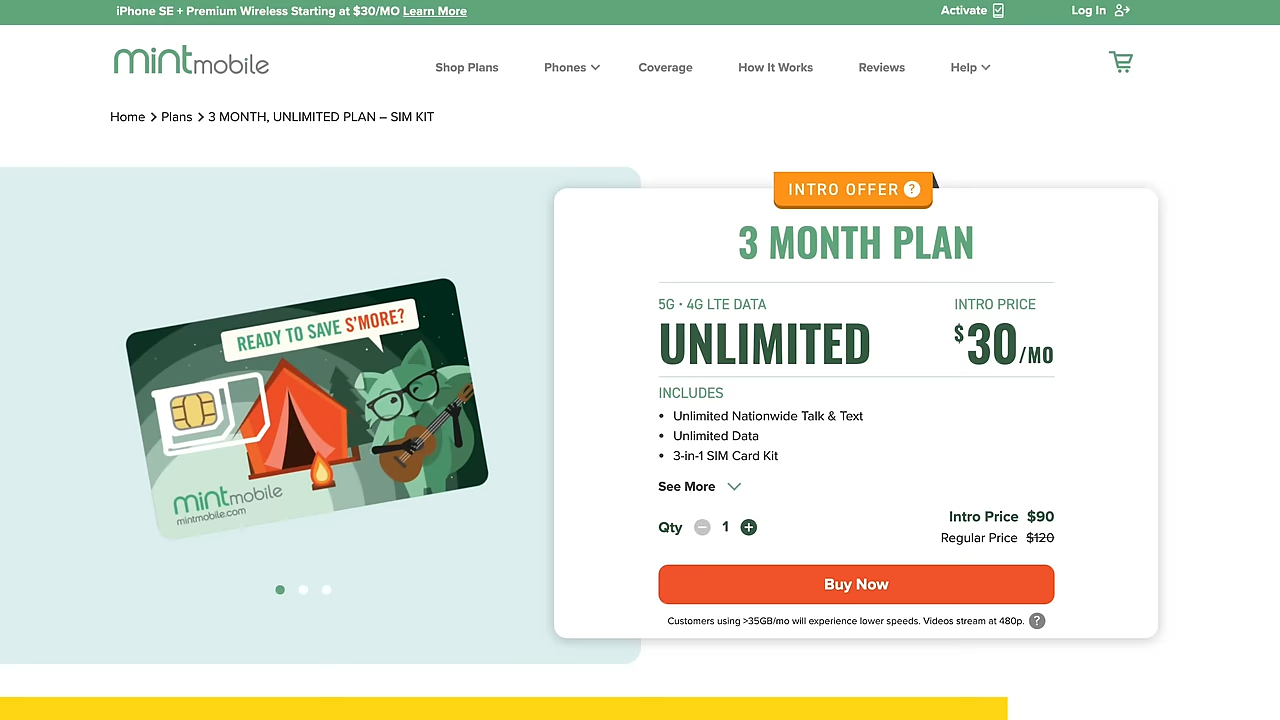 iPhone SE + Premium Wireless Starting at $30/MO Learn More
Activate
Log In
mintmobile
Shop Plans
Phones
Coverage
How It Works
Reviews
Help
Home > Plans > 3 MONTH, UNLIMITED PLAN – SIM KIT
READY TO SAVE S'MORE?
mintmobile
mintmobile.com
INTRO OFFER ?
3 MONTH PLAN
5G · 4G LTE DATA
INTRO PRICE
UNLIMITED
$30/MO
INCLUDES
• Unlimited Nationwide Talk & Text
• Unlimited Data
• 3-in-1 SIM Card Kit
See More
Qty − 1 +
Intro Price $90
Regular Price $120
Buy Now
Customers using >35GB/mo will experience lower speeds. Videos stream at 480p. ?